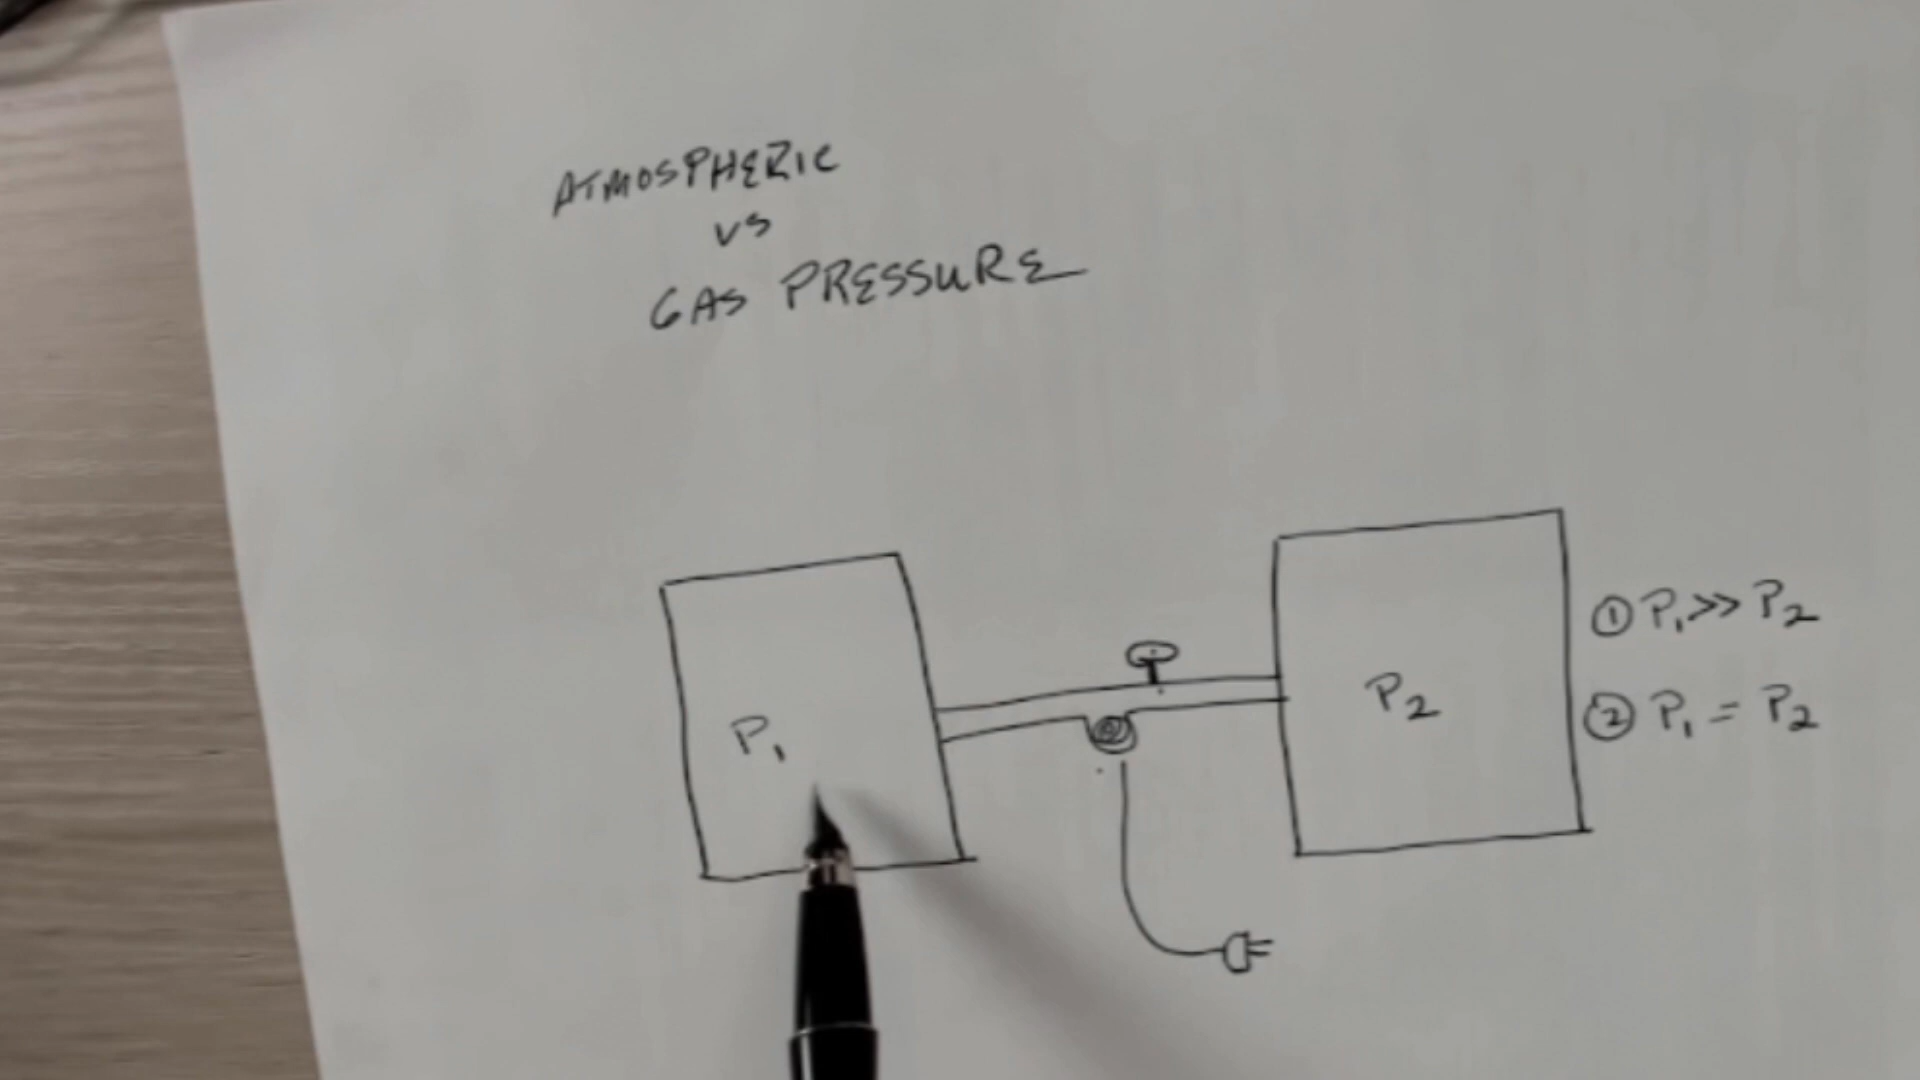 ATMOSPHERIC
vs
GAS PRESSURE
P₁
P₂
① P₁ >> P₂
② P₁ = P₂